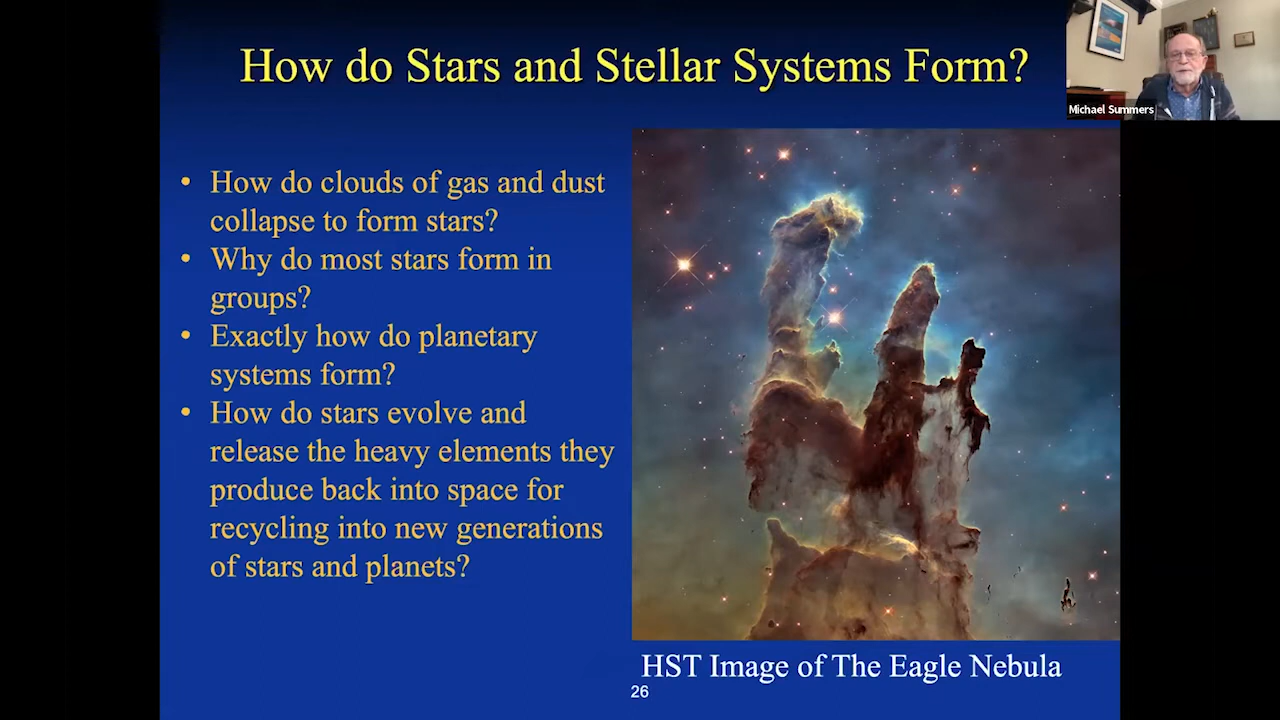 How do Stars and Stellar Systems Form?
Michael Summers
• How do clouds of gas and dust
collapse to form stars?
• Why do most stars form in
groups?
• Exactly how do planetary
systems form?
• How do stars evolve and
release the heavy elements they
produce back into space for
recycling into new generations
of stars and planets?
HST Image of The Eagle Nebula
26